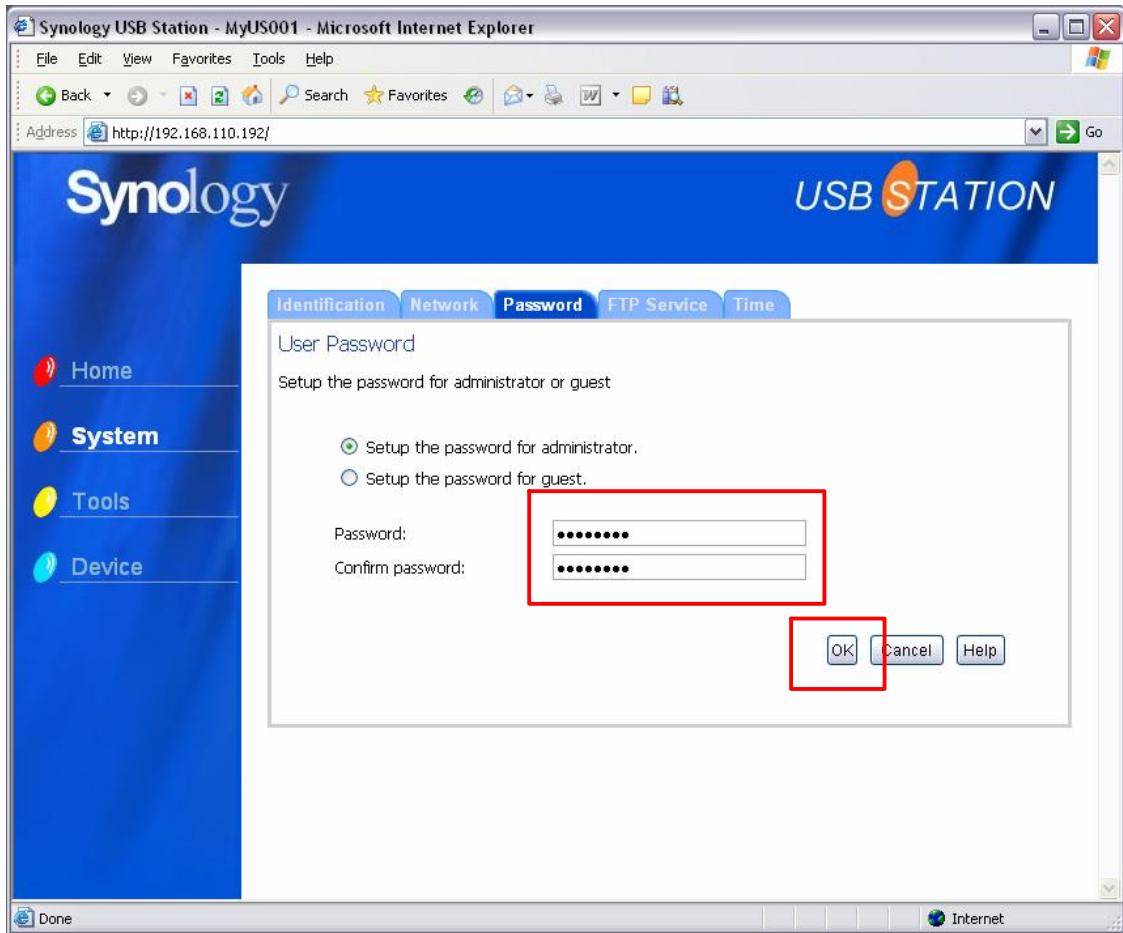 Synology USB Station - MyUS001 - Microsoft Internet Explorer
File Edit View Favorites Tools Help
Back Search Favorites
Address http://192.168.110.192/ Go
Synology USB STATION
Identification Network Password FTP Service Time
User Password
Setup the password for administrator or guest
Home
System
Tools
Device
Setup the password for administrator.
Setup the password for guest.
Password: ••••••••
Confirm password: ••••••••
OK Cancel Help
Done Internet